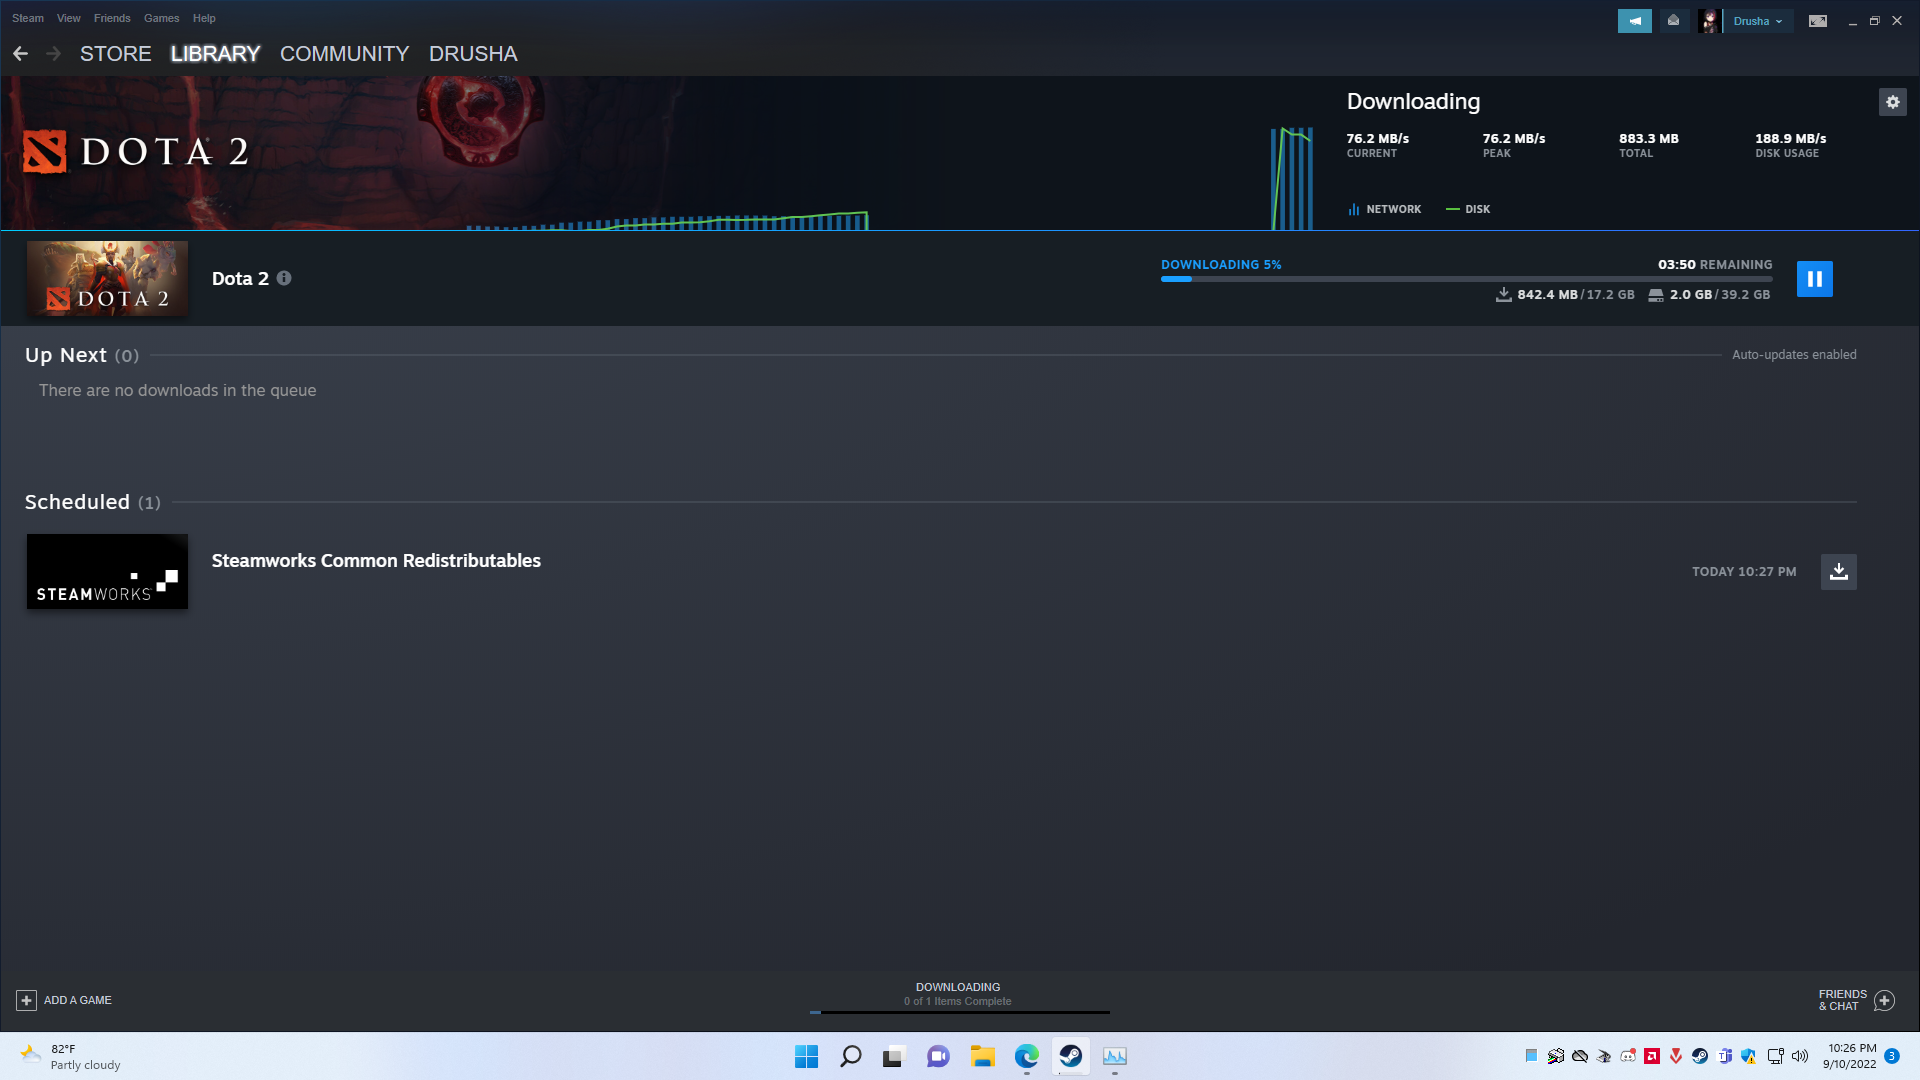 Steam View Friends Games Help
Drusha
STORE LIBRARY COMMUNITY DRUSHA
DOTA 2
Downloading
76.2 MB/s 76.2 MB/s 883.3 MB 188.9 MB/s
CURRENT PEAK TOTAL DISK USAGE
NETWORK DISK
DOTA 2
Dota 2
DOWNLOADING 5% 03:50 REMAINING
842.4 MB/17.2 GB 2.0 GB/39.2 GB
Up Next (0) Auto-updates enabled
There are no downloads in the queue
Scheduled (1)
STEAMWORKS
Steamworks Common Redistributables
TODAY 10:27 PM
ADD A GAME
DOWNLOADING
0 of 1 Items Complete
FRIENDS
& CHAT
82°F
Partly cloudy
10:26 PM
9/10/2022
3